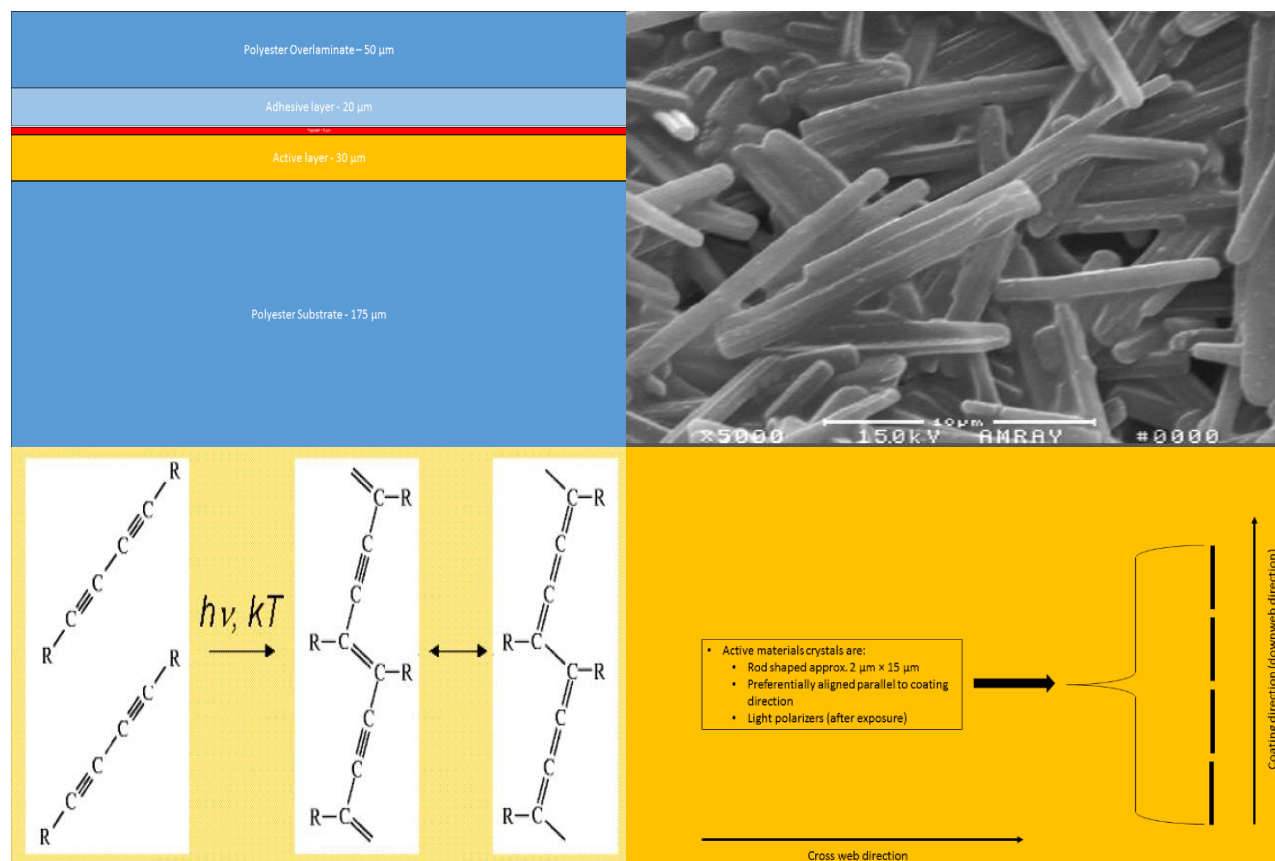 Polyester Overlaminate – 50 µm
Adhesive layer - 20 µm
Active layer - 30 µm
Polyester Substrate - 175 µm
10µm
X5000 15.0kV AMRAY #0000
R
C
C
C
C
R
R
C
C
C
C
R
hν, kT
C–R
C
C
R–C
C–R
C
C
R–C
C–R
C
C
R–C
C–R
C
C
R–C
• Active materials crystals are:
• Rod shaped approx. 2 µm × 15 µm
• Preferentially aligned parallel to coating
direction
• Light polarizers (after exposure)
Coating direction (downweb direction)
Cross web direction